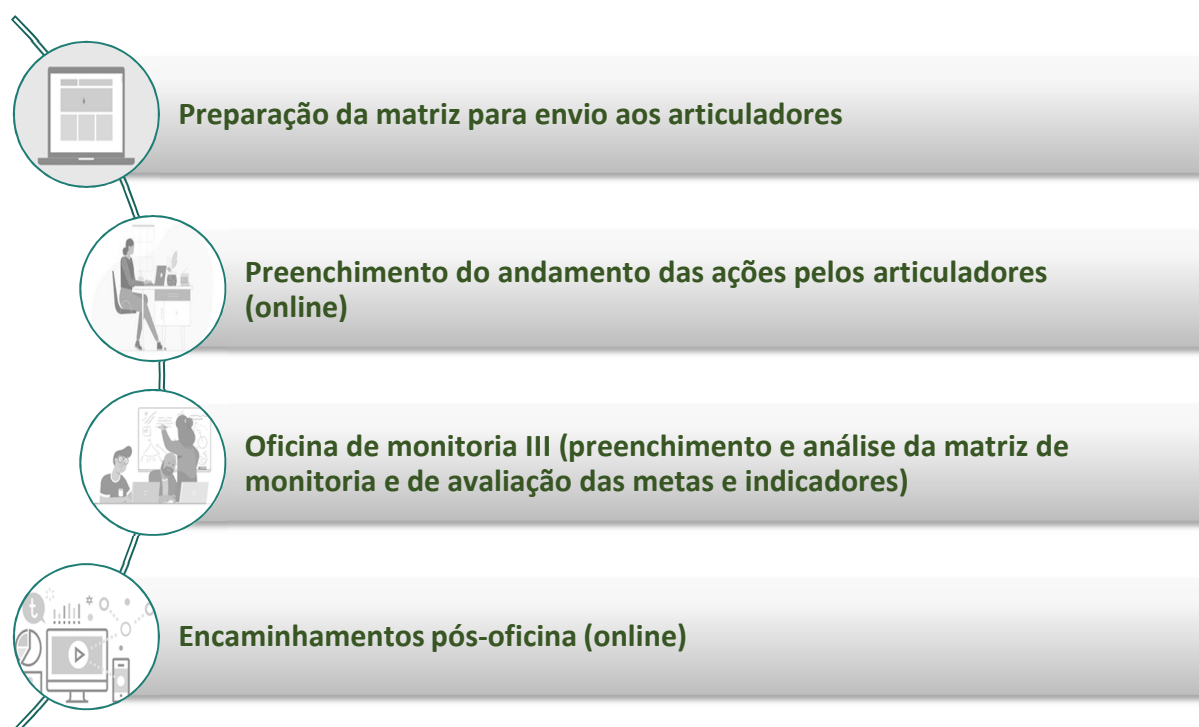 Preparação da matriz para envio aos articuladores
Preenchimento do andamento das ações pelos articuladores
(online)
Oficina de monitoria III (preenchimento e análise da matriz de
monitoria e de avaliação das metas e indicadores)
Encaminhamentos pós-oficina (online)